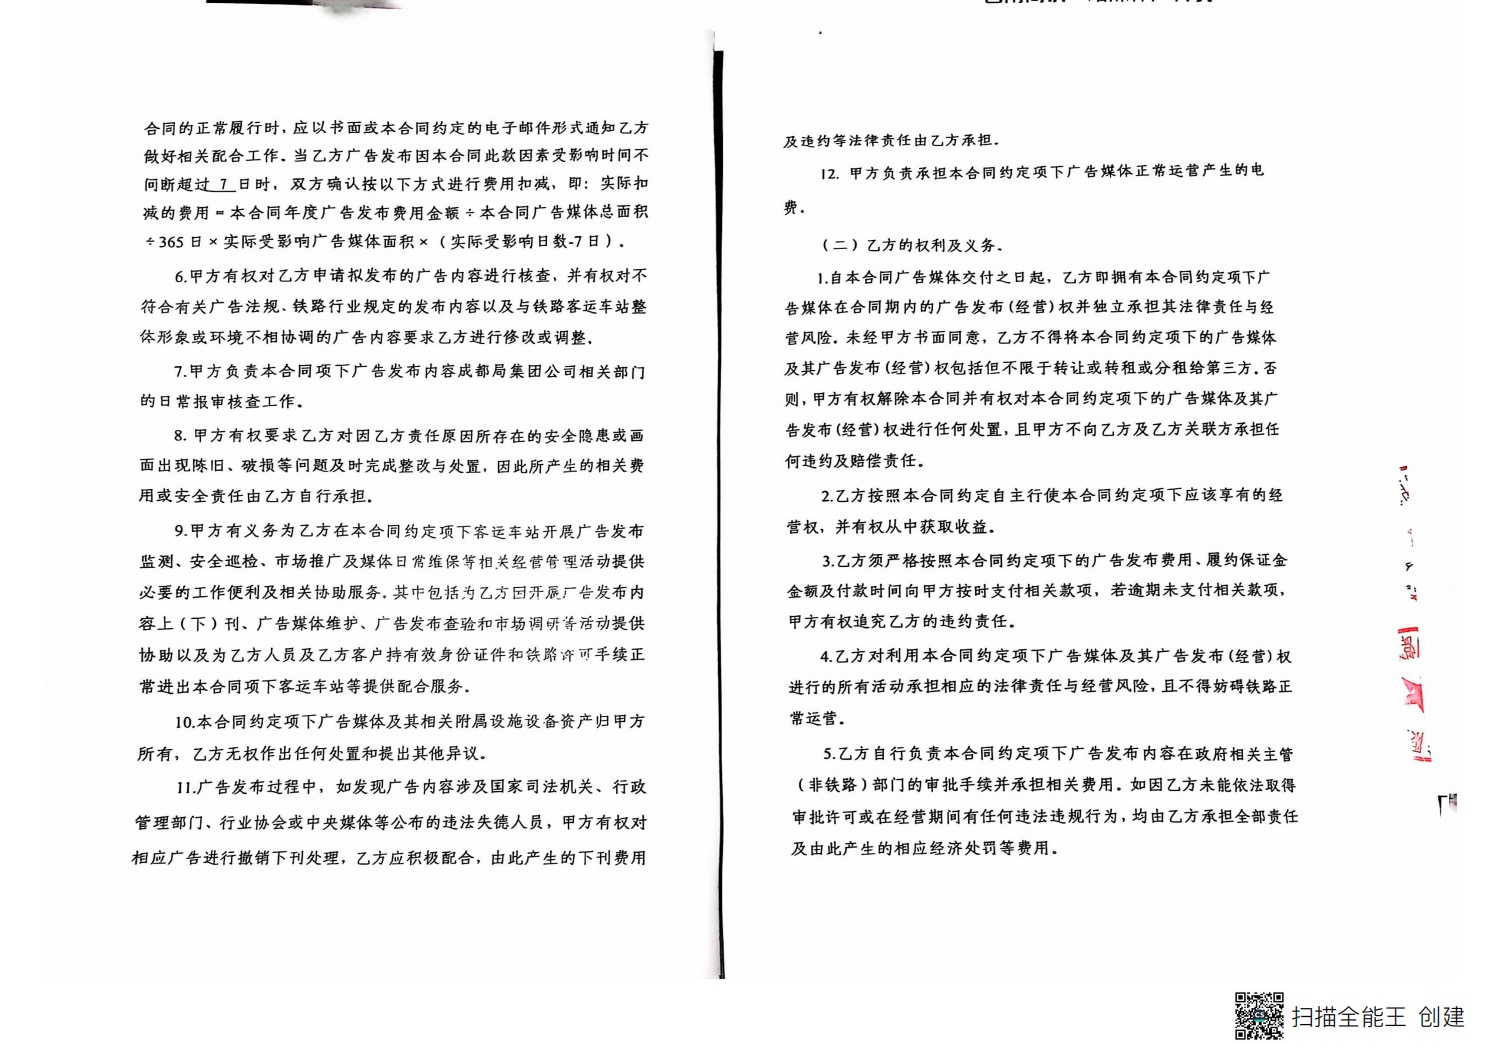 合同的正常履行时，应以书面或本合同约定的电子邮件形式通知乙方
做好相关配合工作。当乙方广告发布因本合同此款因素受影响时间不
间断超过 7 日时，双方确认按以下方式进行费用扣减，即：实际扣
减的费用=本合同年度广告发布费用金额÷本合同广告媒体总面积
÷365日×实际受影响广告媒体面积×（实际受影响日数-7日）。
6.甲方有权对乙方申请拟发布的广告内容进行核查，并有权对不
符合有关广告法规、铁路行业规定的发布内容以及与铁路客运车站整
体形象或环境不相协调的广告内容要求乙方进行修改或调整。
7.甲方负责本合同项下广告发布内容成都局集团公司相关部门
的日常报审核查工作。
8. 甲方有权要求乙方对因乙方责任原因所存在的安全隐患或画
面出现陈旧、破损等问题及时完成整改与处置，因此所产生的相关费
用或安全责任由乙方自行承担。
9.甲方有义务为乙方在本合同约定项下客运车站开展广告发布
监测、安全巡检、市场推广及媒体日常维保等相关经营管理活动提供
必要的工作便利及相关协助服务。其中包括为乙方因开展广告发布内
容上（下）刊、广告媒体维护、广告发布查验和市场调研等活动提供
协助以及为乙方人员及乙方客户持有效身份证件和铁路许可手续正
常进出本合同项下客运车站等提供配合服务。
10.本合同约定项下广告媒体及其相关附属设施设备资产归甲方
所有，乙方无权作出任何处置和提出其他异议。
11.广告发布过程中，如发现广告内容涉及国家司法机关、行政
管理部门、行业协会或中央媒体等公布的违法失德人员，甲方有权对
相应广告进行撤销下刊处理，乙方应积极配合，由此产生的下刊费用
及违约等法律责任由乙方承担。
12. 甲方负责承担本合同约定项下广告媒体正常运营产生的电
费。
（二）乙方的权利及义务。
1.自本合同广告媒体交付之日起，乙方即拥有本合同约定项下广
告媒体在合同期内的广告发布(经营)权并独立承担其法律责任与经
营风险。未经甲方书面同意，乙方不得将本合同约定项下的广告媒体
及其广告发布(经营)权包括但不限于转让或转租或分租给第三方。否
则，甲方有权解除本合同并有权对本合同约定项下的广告媒体及其广
告发布(经营)权进行任何处置，且甲方不向乙方及乙方关联方承担任
何违约及赔偿责任。
2.乙方按照本合同约定自主行使本合同约定项下应该享有的经
营权，并有权从中获取收益。
3.乙方须严格按照本合同约定项下的广告发布费用、履约保证金
金额及付款时间向甲方按时支付相关款项，若逾期未支付相关款项，
甲方有权追究乙方的违约责任。
4.乙方对利用本合同约定项下广告媒体及其广告发布(经营)权
进行的所有活动承担相应的法律责任与经营风险，且不得妨碍铁路正
常运营。
5.乙方自行负责本合同约定项下广告发布内容在政府相关主管
（非铁路）部门的审批手续并承担相关费用。如因乙方未能依法取得
审批许可或在经营期间有任何违法违规行为，均由乙方承担全部责任
及由此产生的相应经济处罚等费用。
扫描全能王 创建